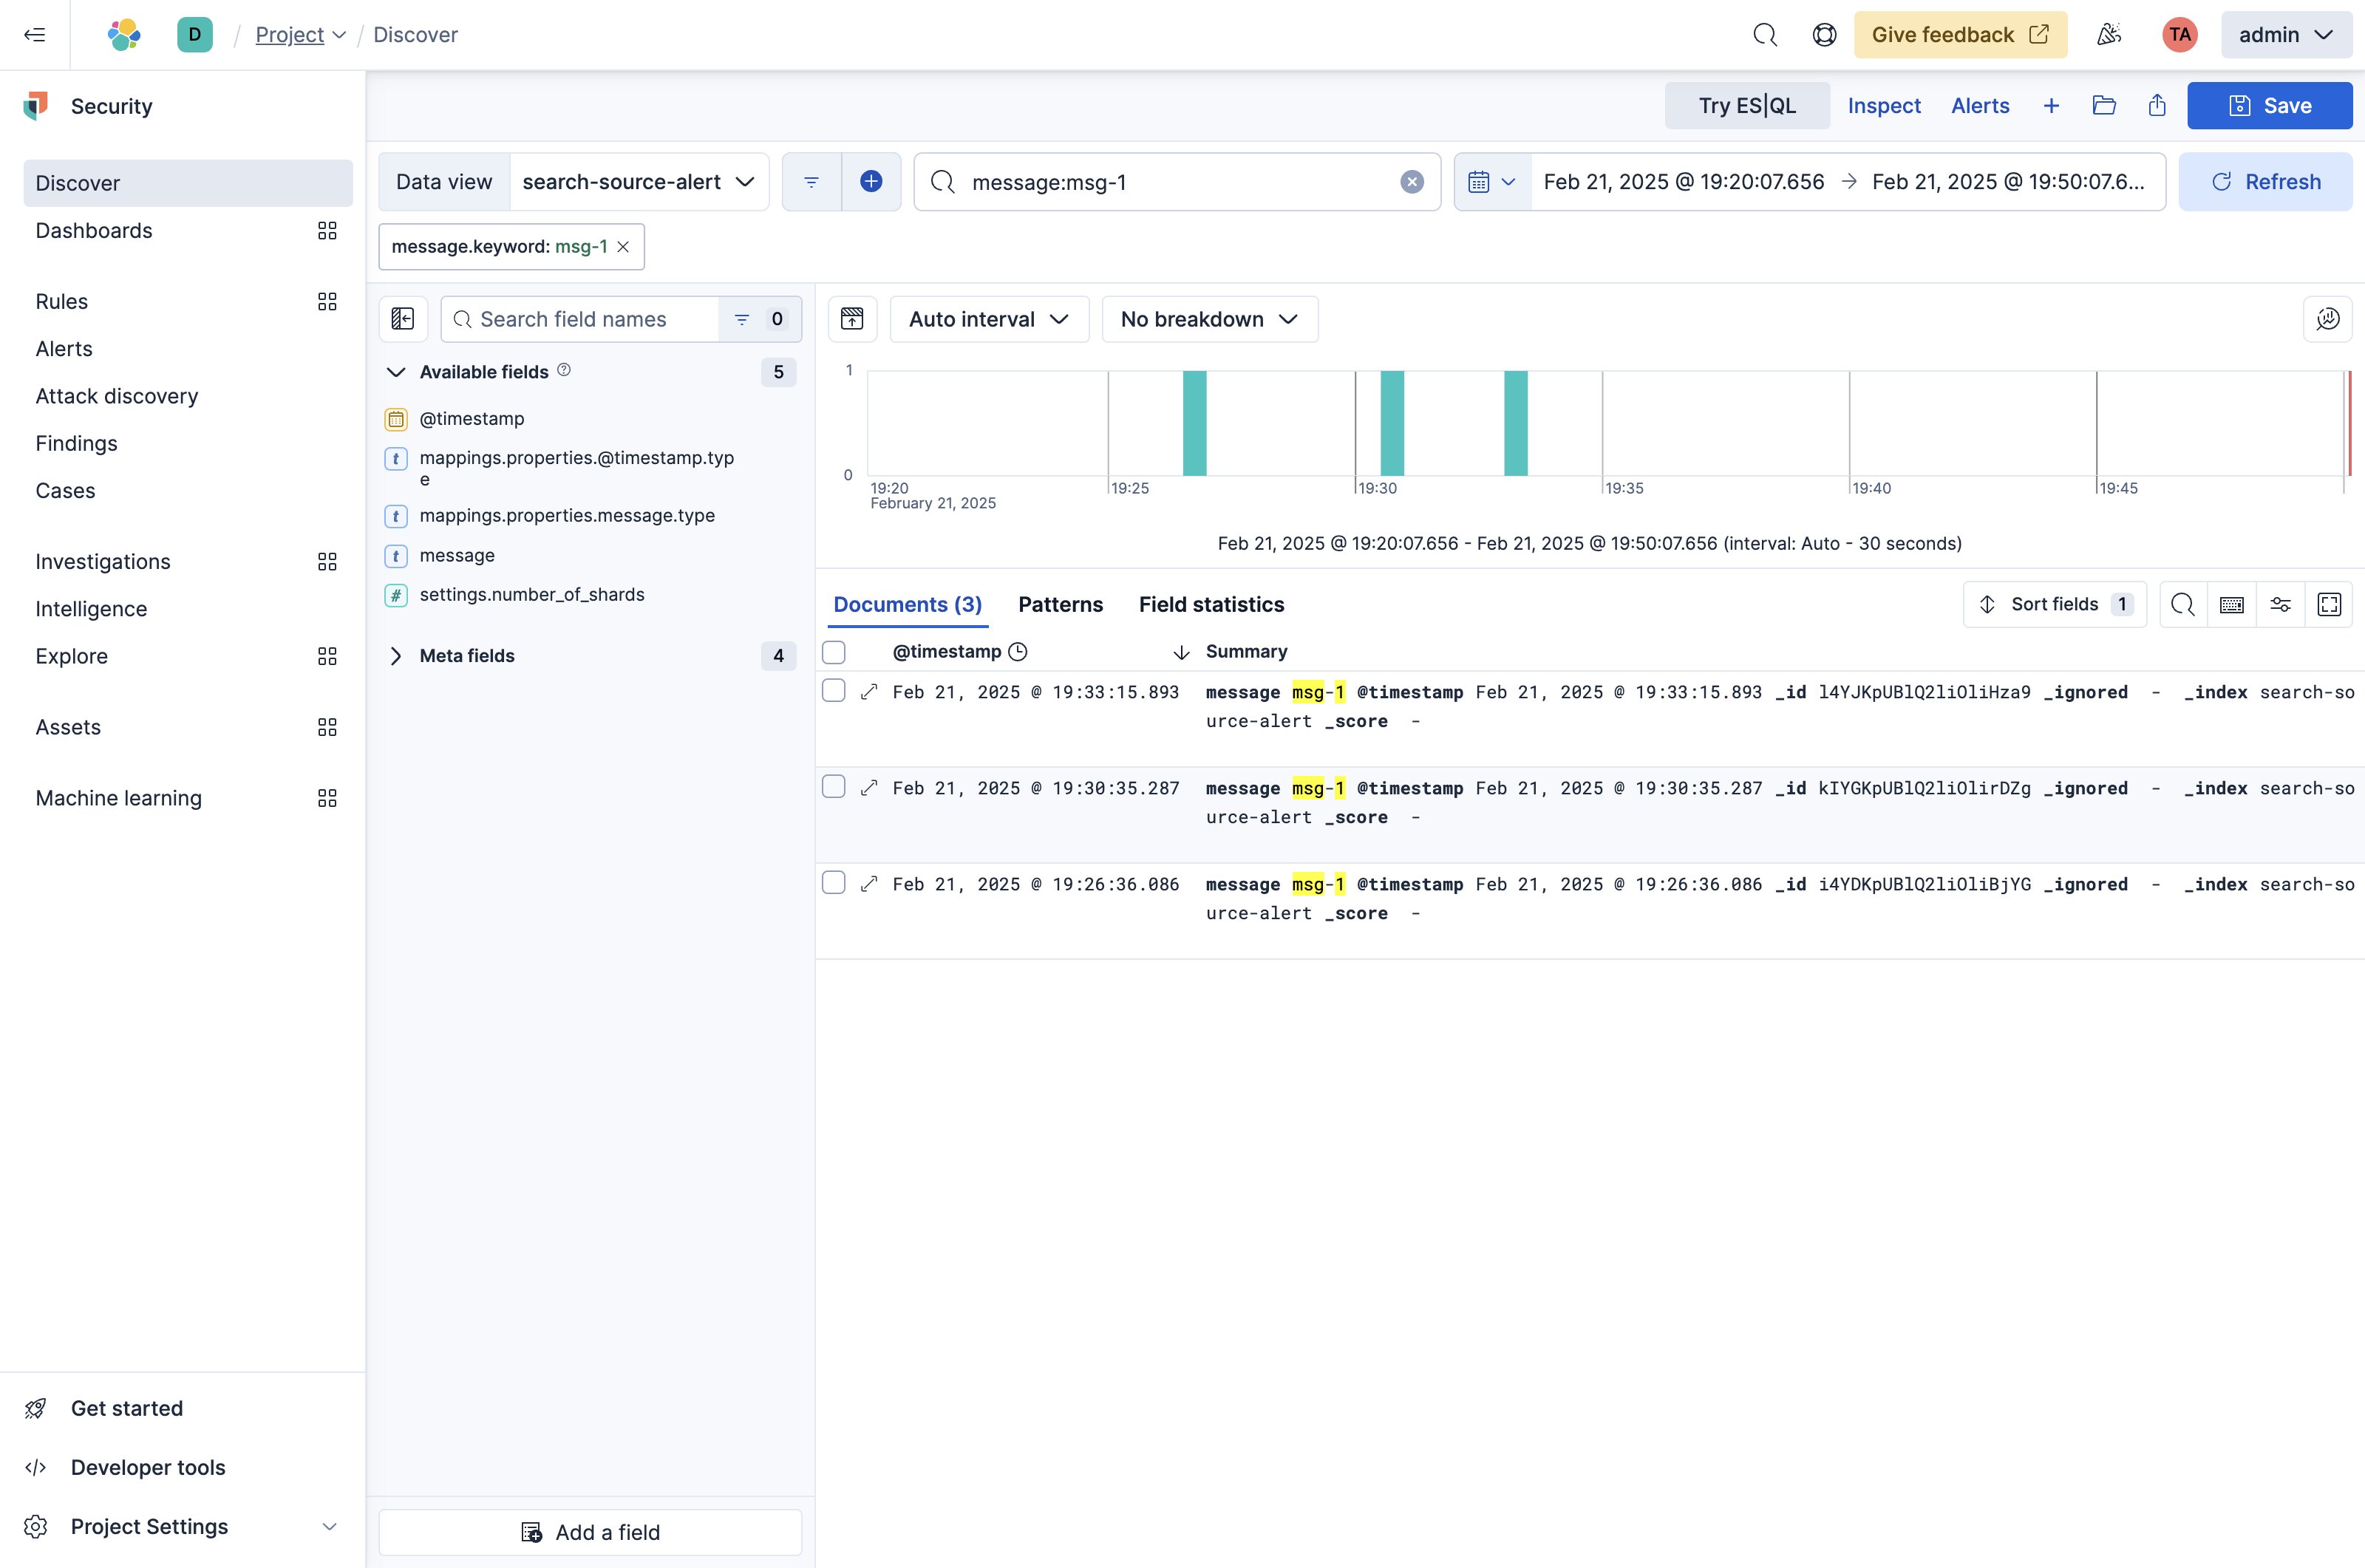 D / Project / Discover
Give feedback
TA
admin
Security
Try ES|QL
Inspect
Alerts
Save
Discover
Dashboards
Rules
Alerts
Attack discovery
Findings
Cases
Investigations
Intelligence
Explore
Assets
Machine learning
Get started
Developer tools
Project Settings
Data view
search-source-alert
message:msg-1
Feb 21, 2025 @ 19:20:07.656 → Feb 21, 2025 @ 19:50:07.6...
Refresh
message.keyword: msg-1
Search field names
0
Available fields
5
@timestamp
mappings.properties.@timestamp.typ
e
mappings.properties.message.type
message
settings.number_of_shards
Meta fields
4
Add a field
Auto interval
No breakdown
1
0
19:20
February 21, 2025
19:25
19:30
19:35
19:40
19:45
Feb 21, 2025 @ 19:20:07.656 - Feb 21, 2025 @ 19:50:07.656 (interval: Auto - 30 seconds)
Documents (3)
Patterns
Field statistics
Sort fields 1
@timestamp
Summary
Feb 21, 2025 @ 19:33:15.893
message msg-1 @timestamp Feb 21, 2025 @ 19:33:15.893 _id l4YJKpUBlQ2liOliHza9 _ignored - _index search-so
urce-alert _score -
Feb 21, 2025 @ 19:30:35.287
message msg-1 @timestamp Feb 21, 2025 @ 19:30:35.287 _id kIYGKpUBlQ2liOlirDZg _ignored - _index search-so
urce-alert _score -
Feb 21, 2025 @ 19:26:36.086
message msg-1 @timestamp Feb 21, 2025 @ 19:26:36.086 _id i4YDKpUBlQ2liOliBjYG _ignored - _index search-so
urce-alert _score -